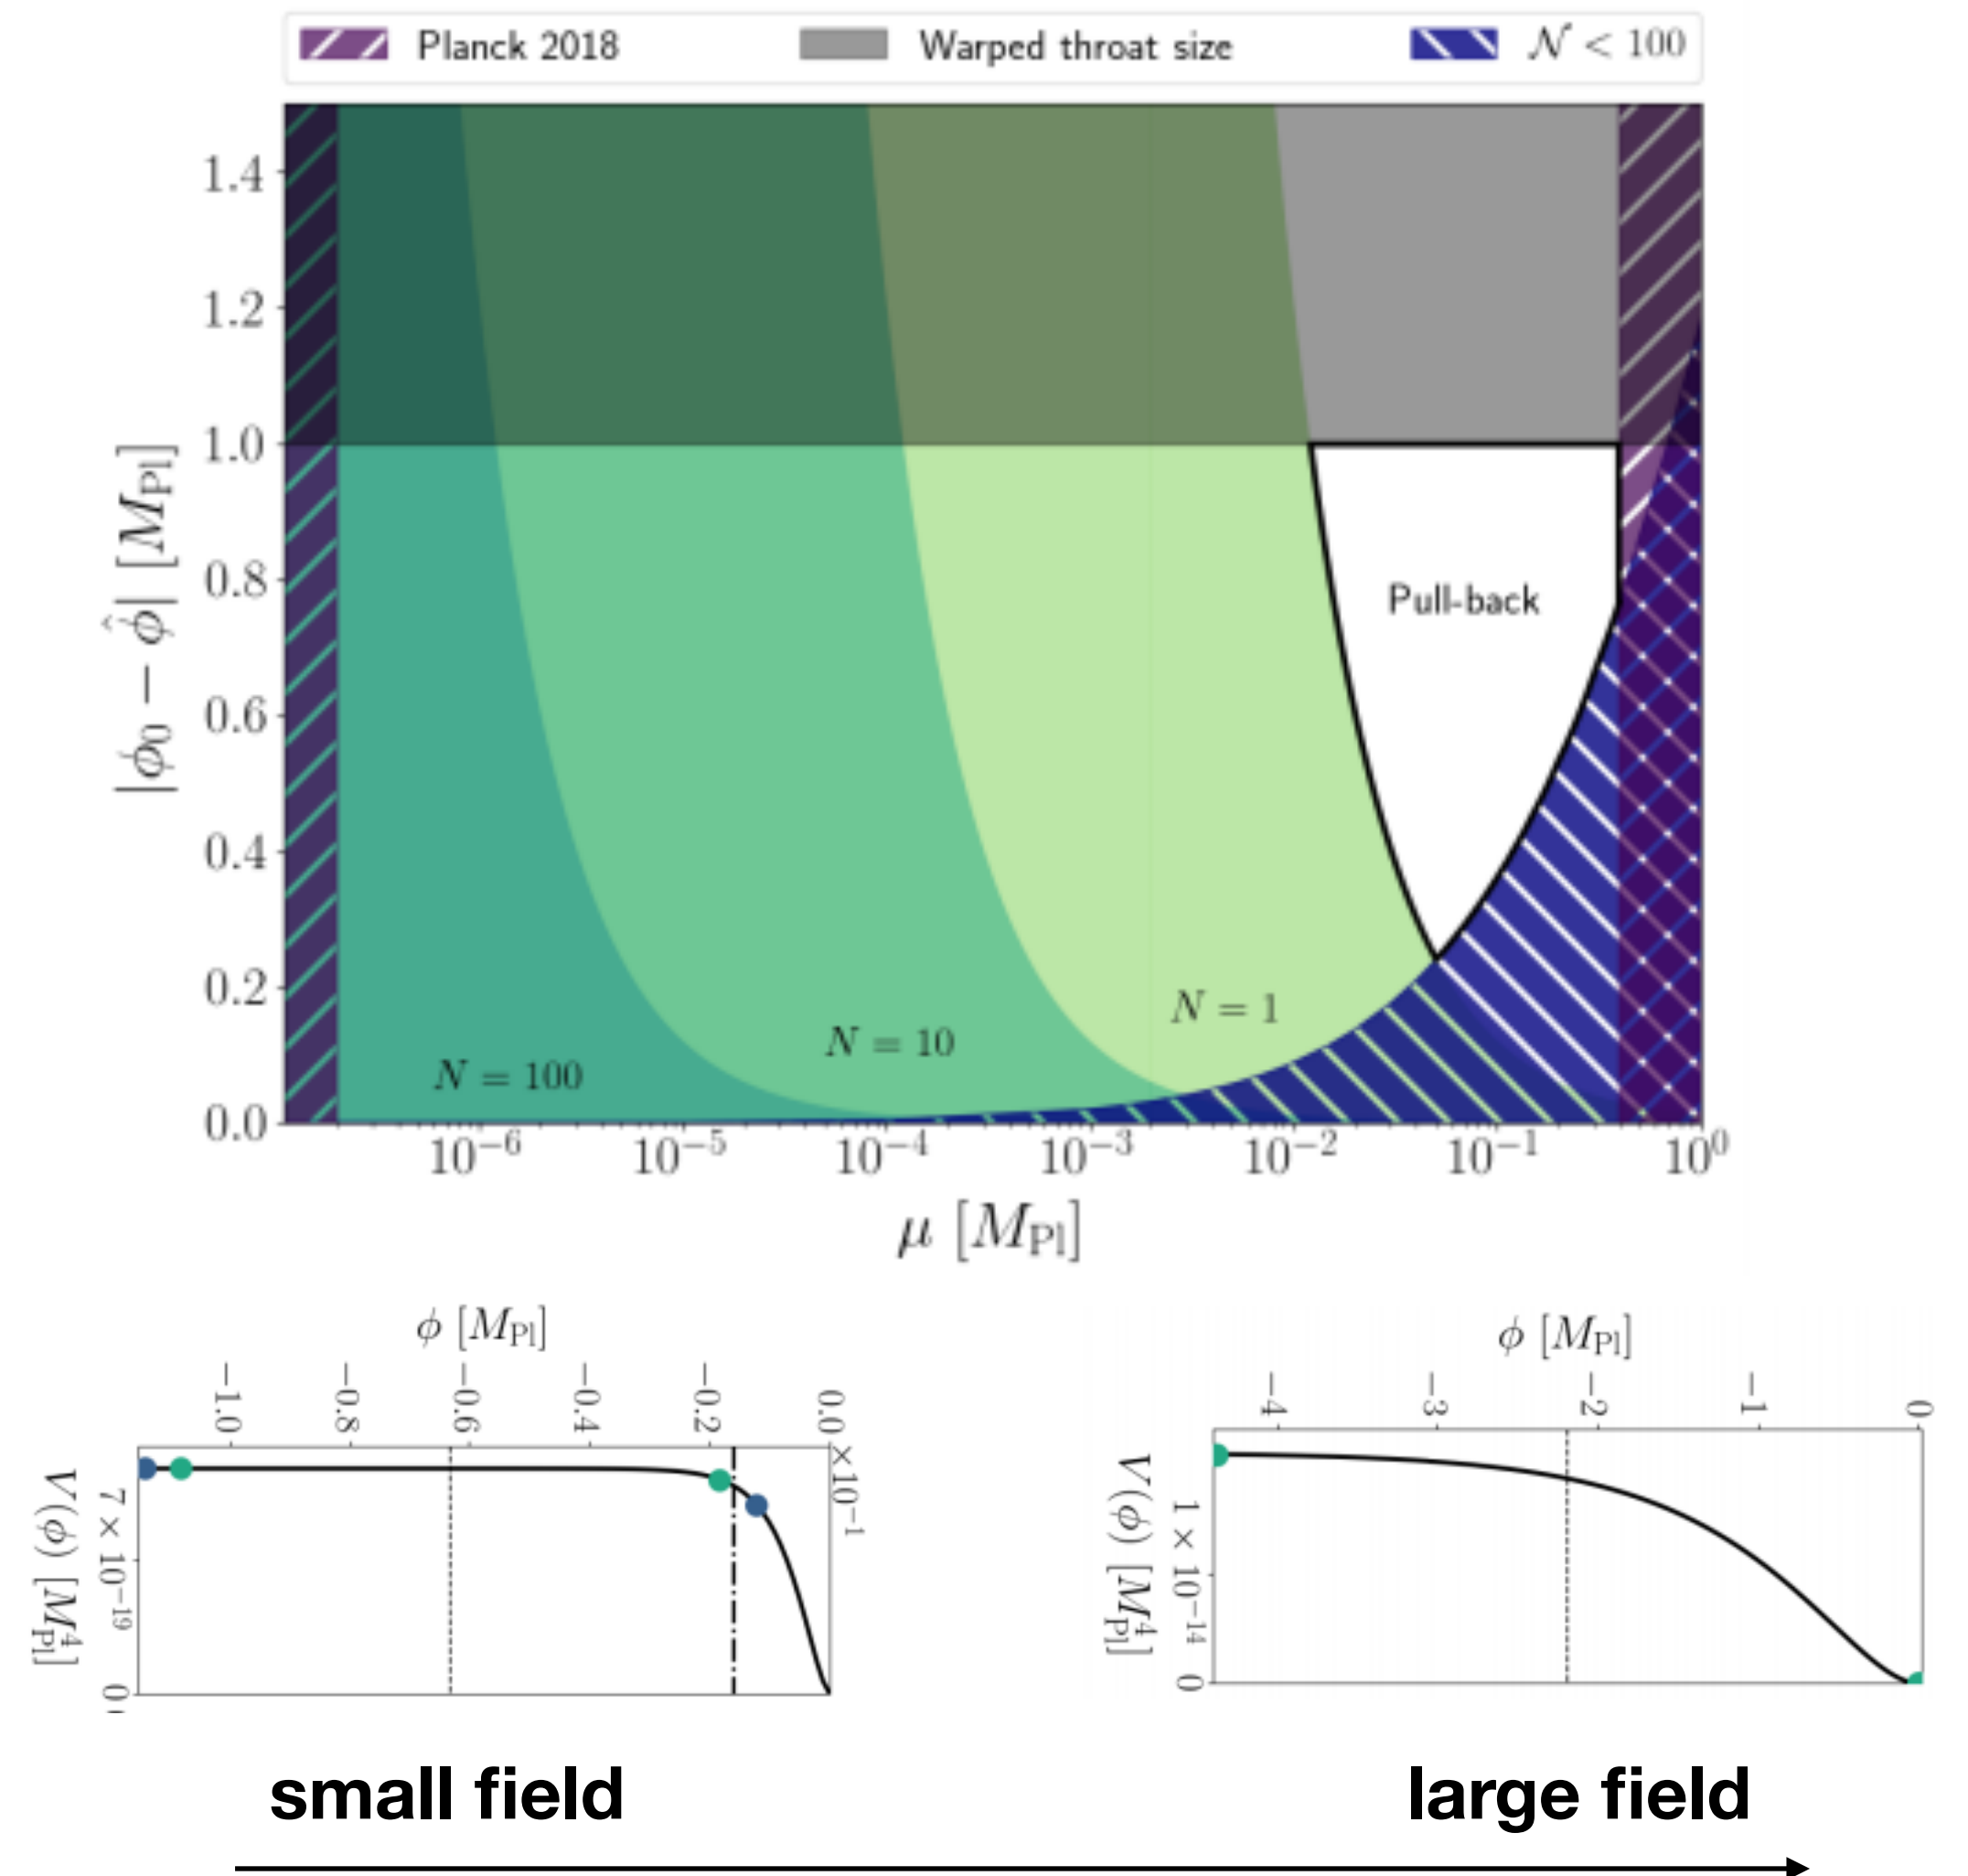 Planck 2018 Warped throat size 𝒩 < 100
1.4
1.2
1.0
0.8
0.6
0.4
0.2
0.0
|ϕ₀ − ϕ̂| [M_Pl]
Pull-back
N = 1
N = 10
N = 100
10⁻⁶ 10⁻⁵ 10⁻⁴ 10⁻³ 10⁻² 10⁻¹ 10⁰
μ [M_Pl]
ϕ [M_Pl]
−1.0 −0.8 −0.6 −0.4 −0.2 0.0
×10⁻¹
V(ϕ) [M⁴_Pl]
7 × 10⁻¹⁹
0
ϕ [M_Pl]
−4 −3 −2 −1 0
V(ϕ) [M⁴_Pl]
1 × 10⁻¹⁴
0
small field large field